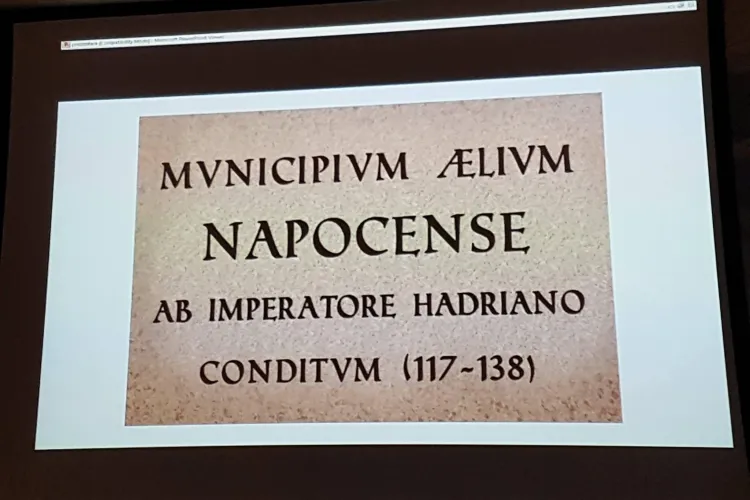 MVNICIPIVM ÆLIVM
NAPOCENSE
AB IMPERATORE HADRIANO
CONDITVM (117-138)